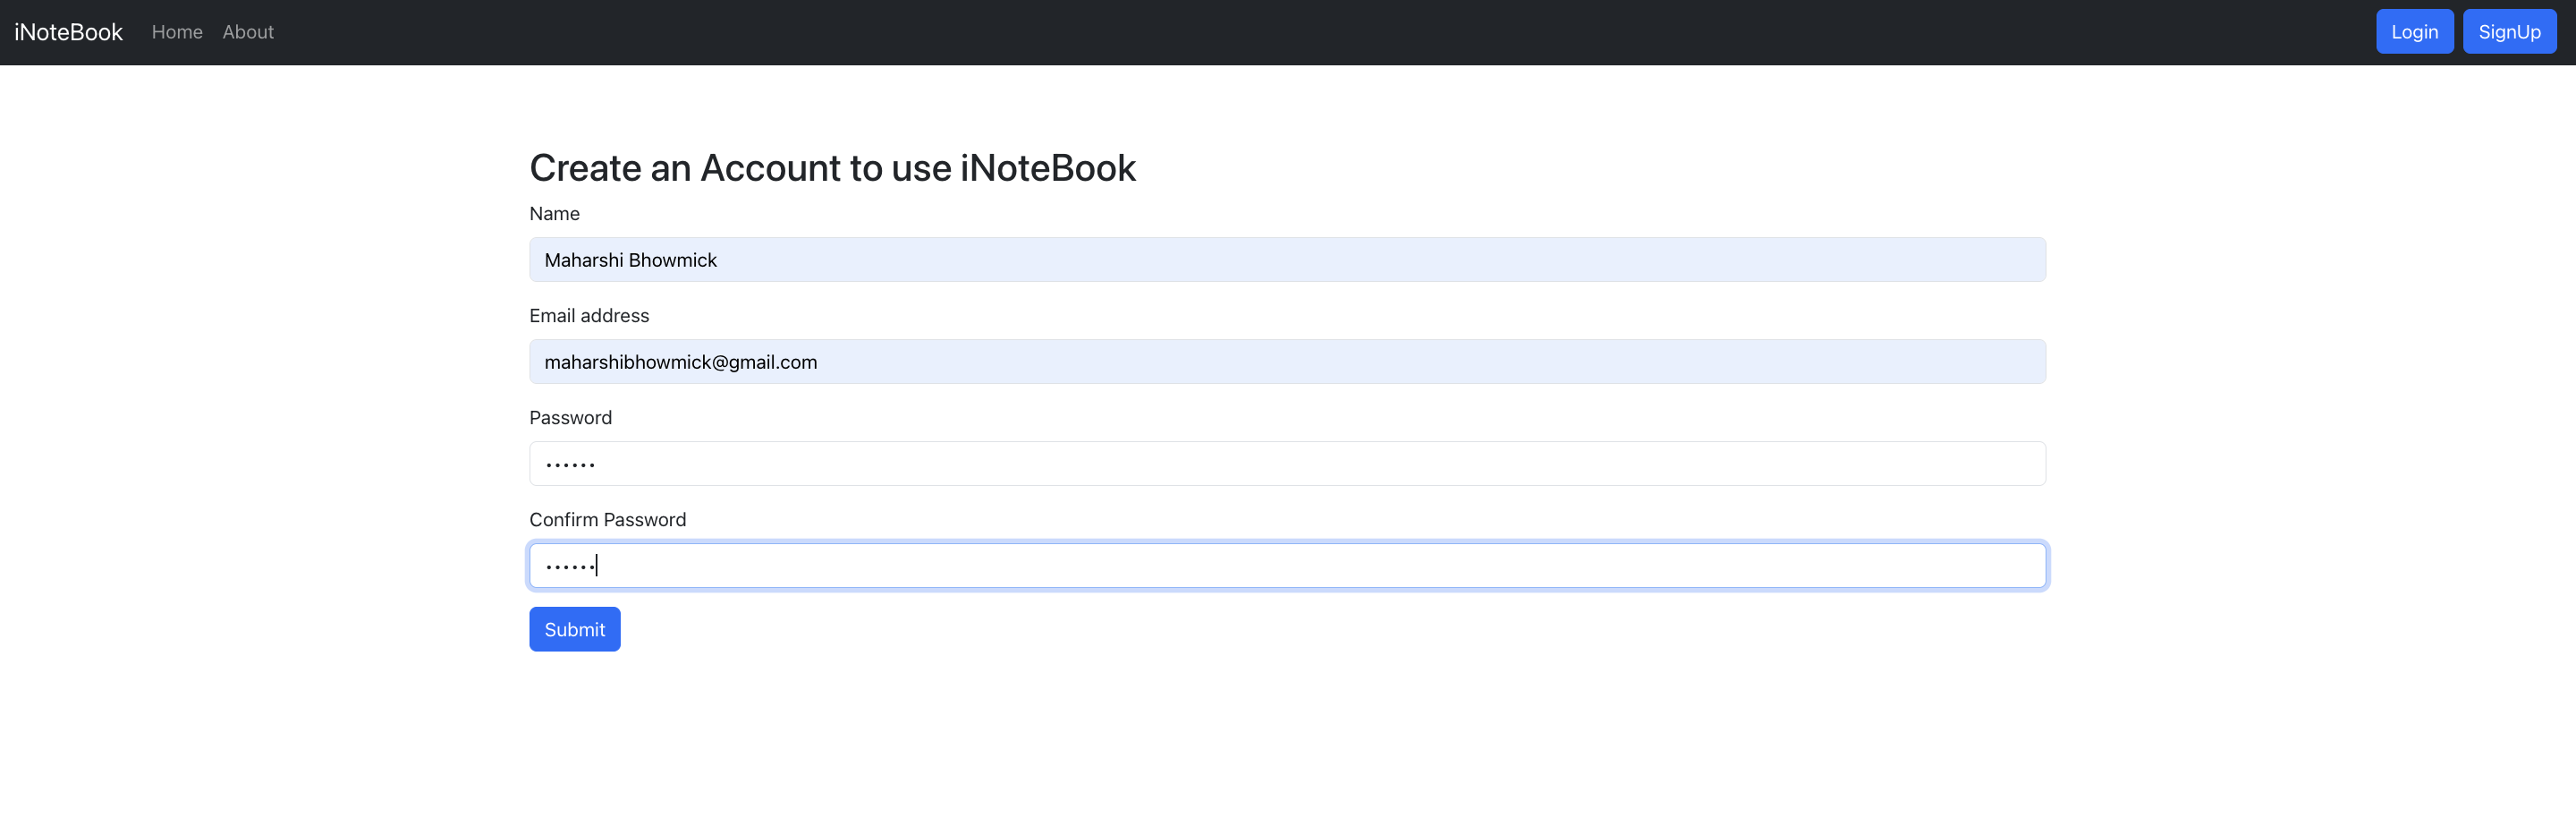 iNoteBook Home About Login SignUp
Create an Account to use iNoteBook
Name
Maharshi Bhowmick
Email address
maharshibhowmick@gmail.com
Password
••••••
Confirm Password
••••••
Submit